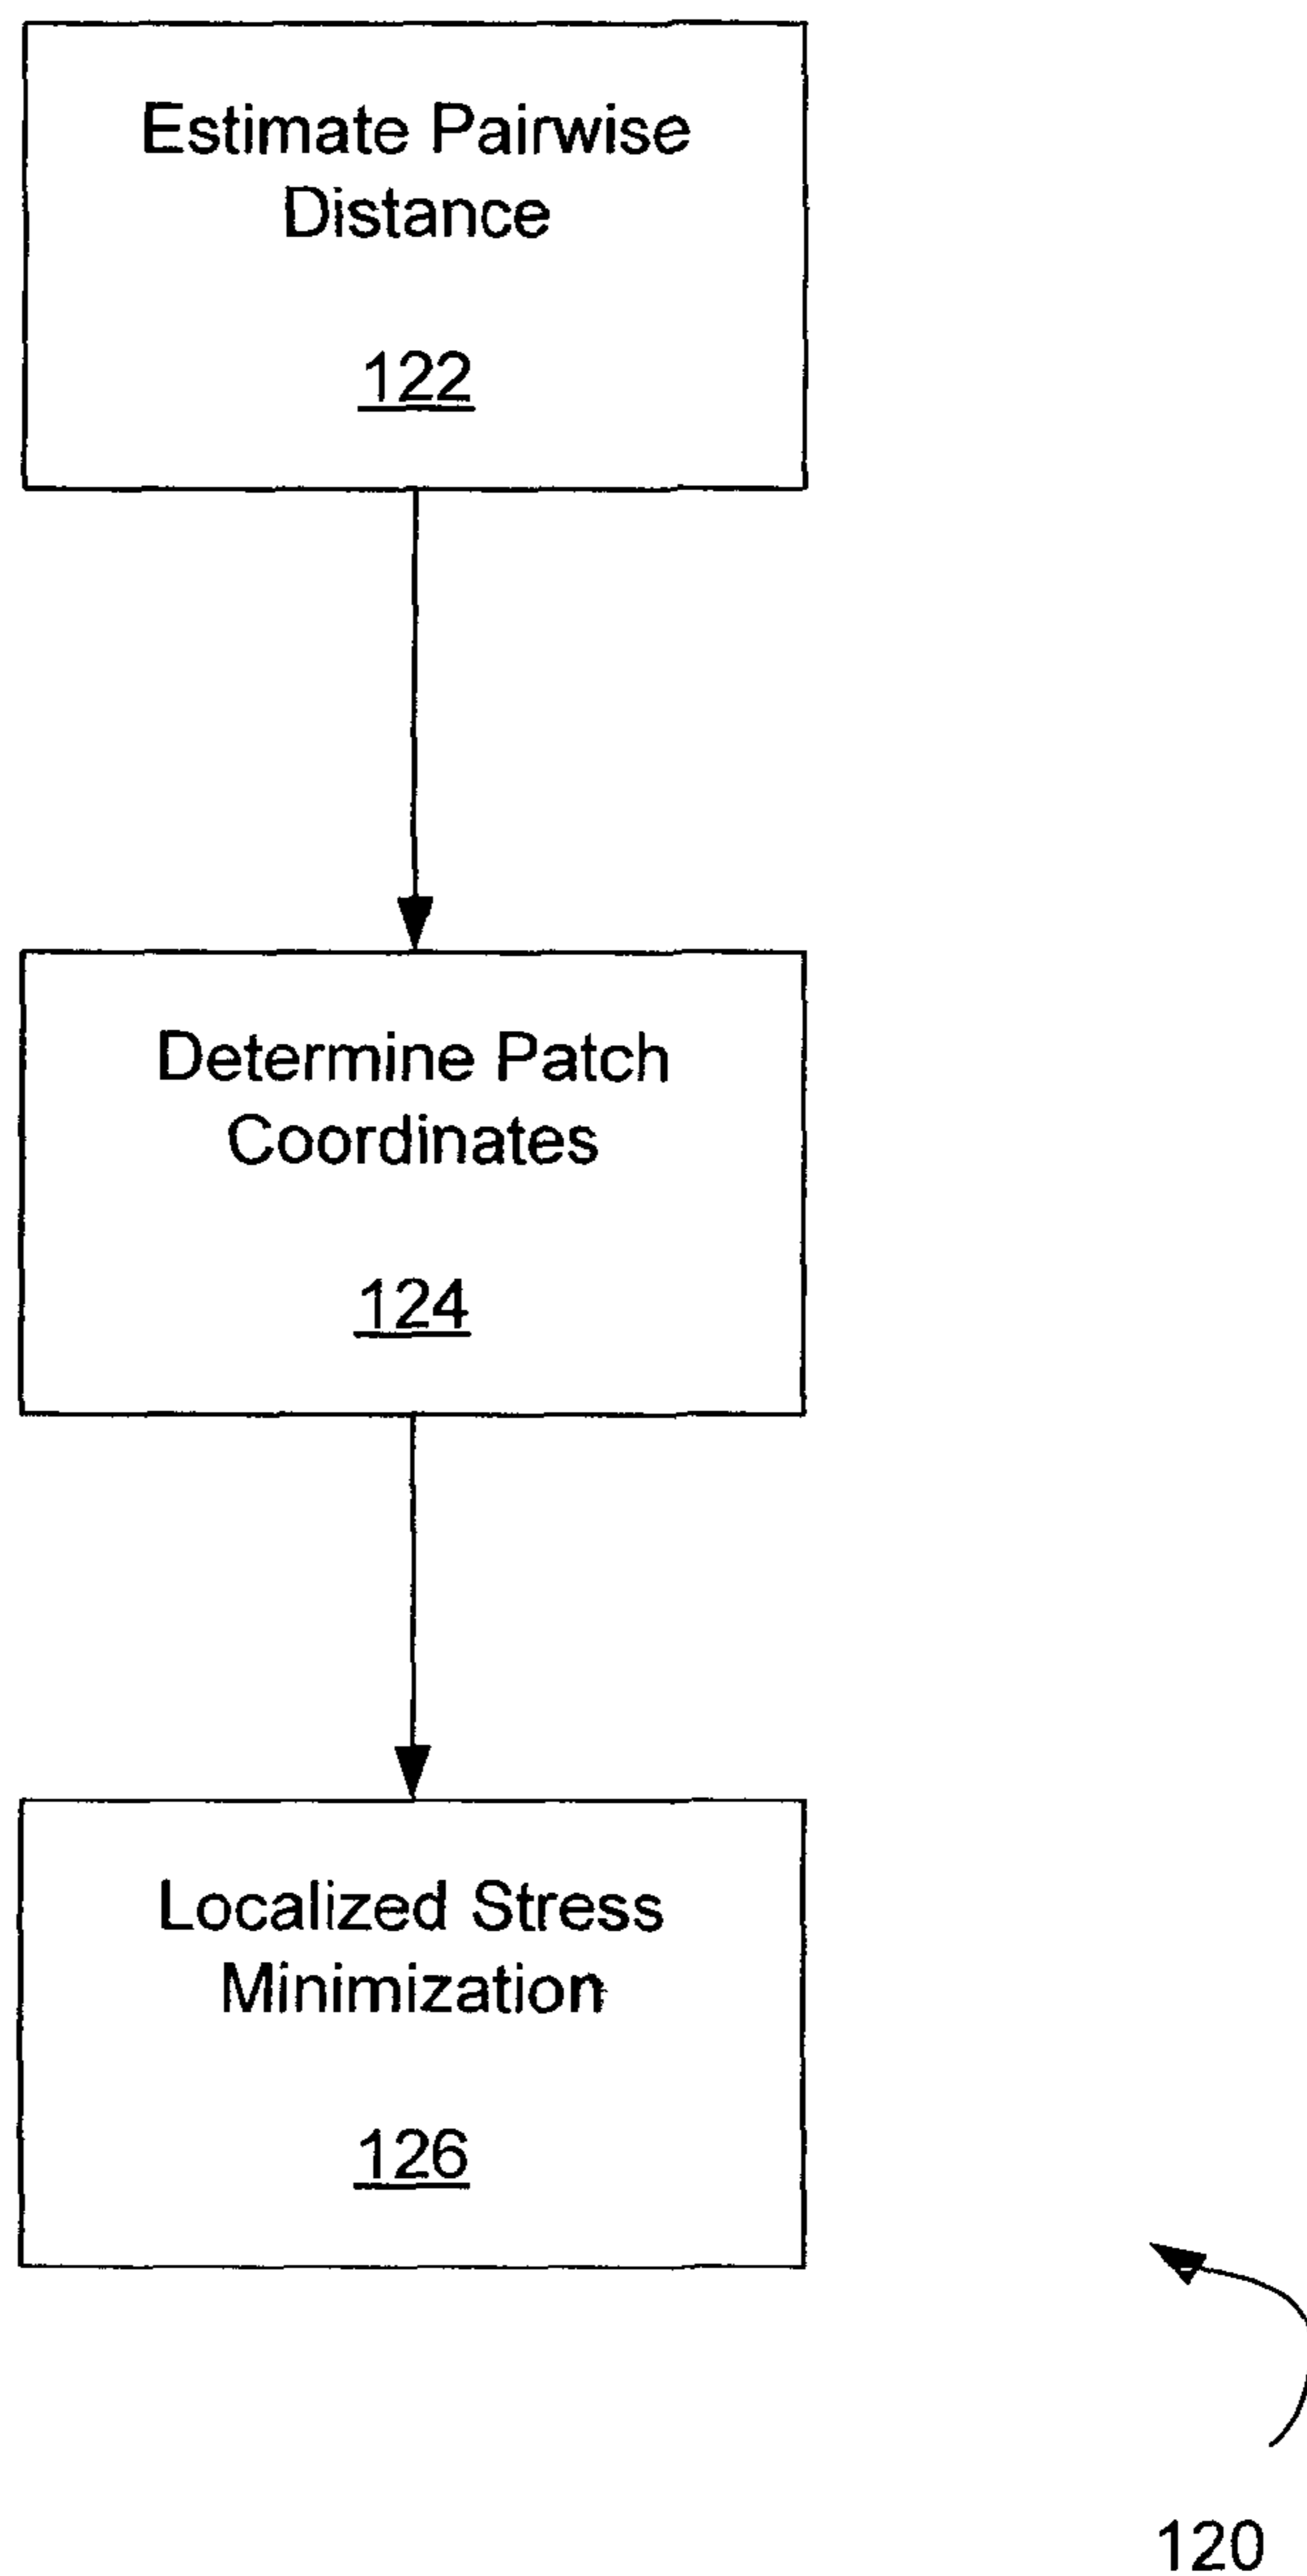 Estimate Pairwise
Distance
122
Determine Patch
Coordinates
124
Localized Stress
Minimization
126
120